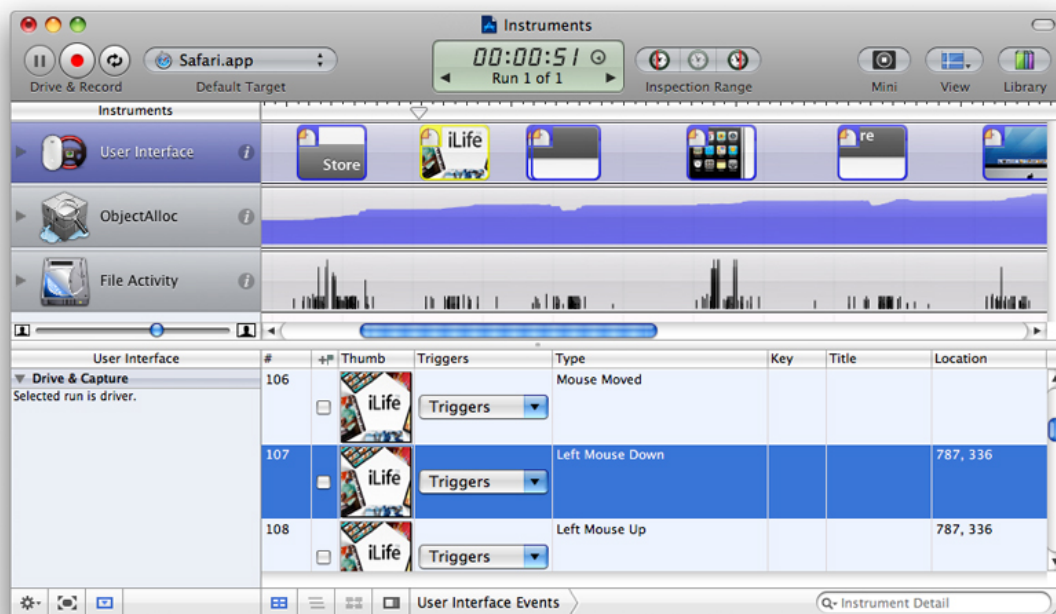 Instruments
Safari.app
00:00:51
Run 1 of 1
Drive & Record
Default Target
Inspection Range
Mini
View
Library
Instruments
User Interface
Store
iLife
re
ObjectAlloc
File Activity
User Interface
# Thumb Triggers Type Key Title Location
Drive & Capture
Selected run is driver.
106 iLife Triggers Mouse Moved
107 iLife Triggers Left Mouse Down 787, 336
108 iLife Triggers Left Mouse Up 787, 336
User Interface Events
Instrument Detail